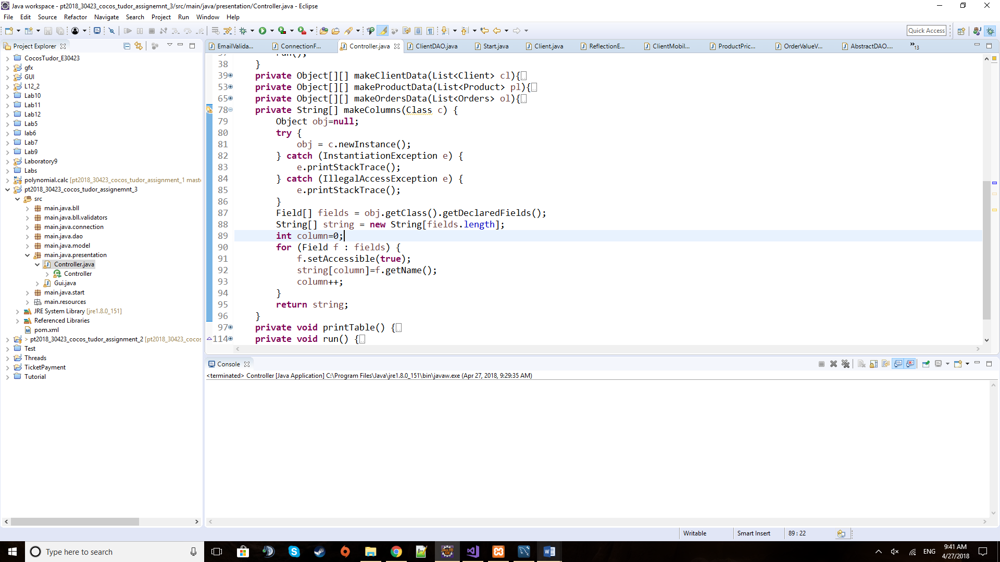 Java workspace - pt2018_30423_cocos_tudor_assignemnt_3/src/main/java/presentation/Controller.java - Eclipse
File Edit Source Refactor Navigate Search Project Run Window Help
Quick Access
Project Explorer
CocosTudor_E30423
gfx
GUI
L12_2
Lab10
Lab11
Lab12
Lab5
lab6
Lab7
Lab9
Laboratory9
Labs
polynomial.calc [pt2018_30423_cocos_tudor_assignment_1 maste
pt2018_30423_cocos_tudor_assignemnt_3
src
main.java.bll
main.java.bll.validators
main.java.connection
main.java.dao
main.java.model
main.java.presentation
Controller.java
Controller
Gui.java
main.java.start
main.resources
JRE System Library [jre1.8.0_151]
Referenced Libraries
pom.xml
> pt2018_30423_cocos_tudor_assignment_2 [pt2018_30423_cocos
Test
Threads
TicketPayment
Tutorial
EmailValida... ConnectionF... Controller.java ClientDAO.java Start.java Client.java ReflectionE... ClientMobil... ProductPric... OrderValueV... AbstractDAO.... »13
37 run();
38 }
39 private Object[][] makeClientData(List<Client> cl){
53 private Object[][] makeProductData(List<Product> pl){
65 private Object[][] makeOrdersData(List<Orders> ol){
78 private String[] makeColumns(Class c) {
79 Object obj=null;
80 try {
81 obj = c.newInstance();
82 } catch (InstantiationException e) {
83 e.printStackTrace();
84 } catch (IllegalAccessException e) {
85 e.printStackTrace();
86 }
87 Field[] fields = obj.getClass().getDeclaredFields();
88 String[] string = new String[fields.length];
89 int column=0;
90 for (Field f : fields) {
91 f.setAccessible(true);
92 string[column]=f.getName();
93 column++;
94 }
95 return string;
96 }
97 private void printTable() {
114 private void run() {
Console
<terminated> Controller [Java Application] C:\Program Files\Java\jre1.8.0_151\bin\javaw.exe (Apr 27, 2018, 9:29:35 AM)
Writable Smart Insert 89 : 22
Type here to search
ENG
9:41 AM
4/27/2018